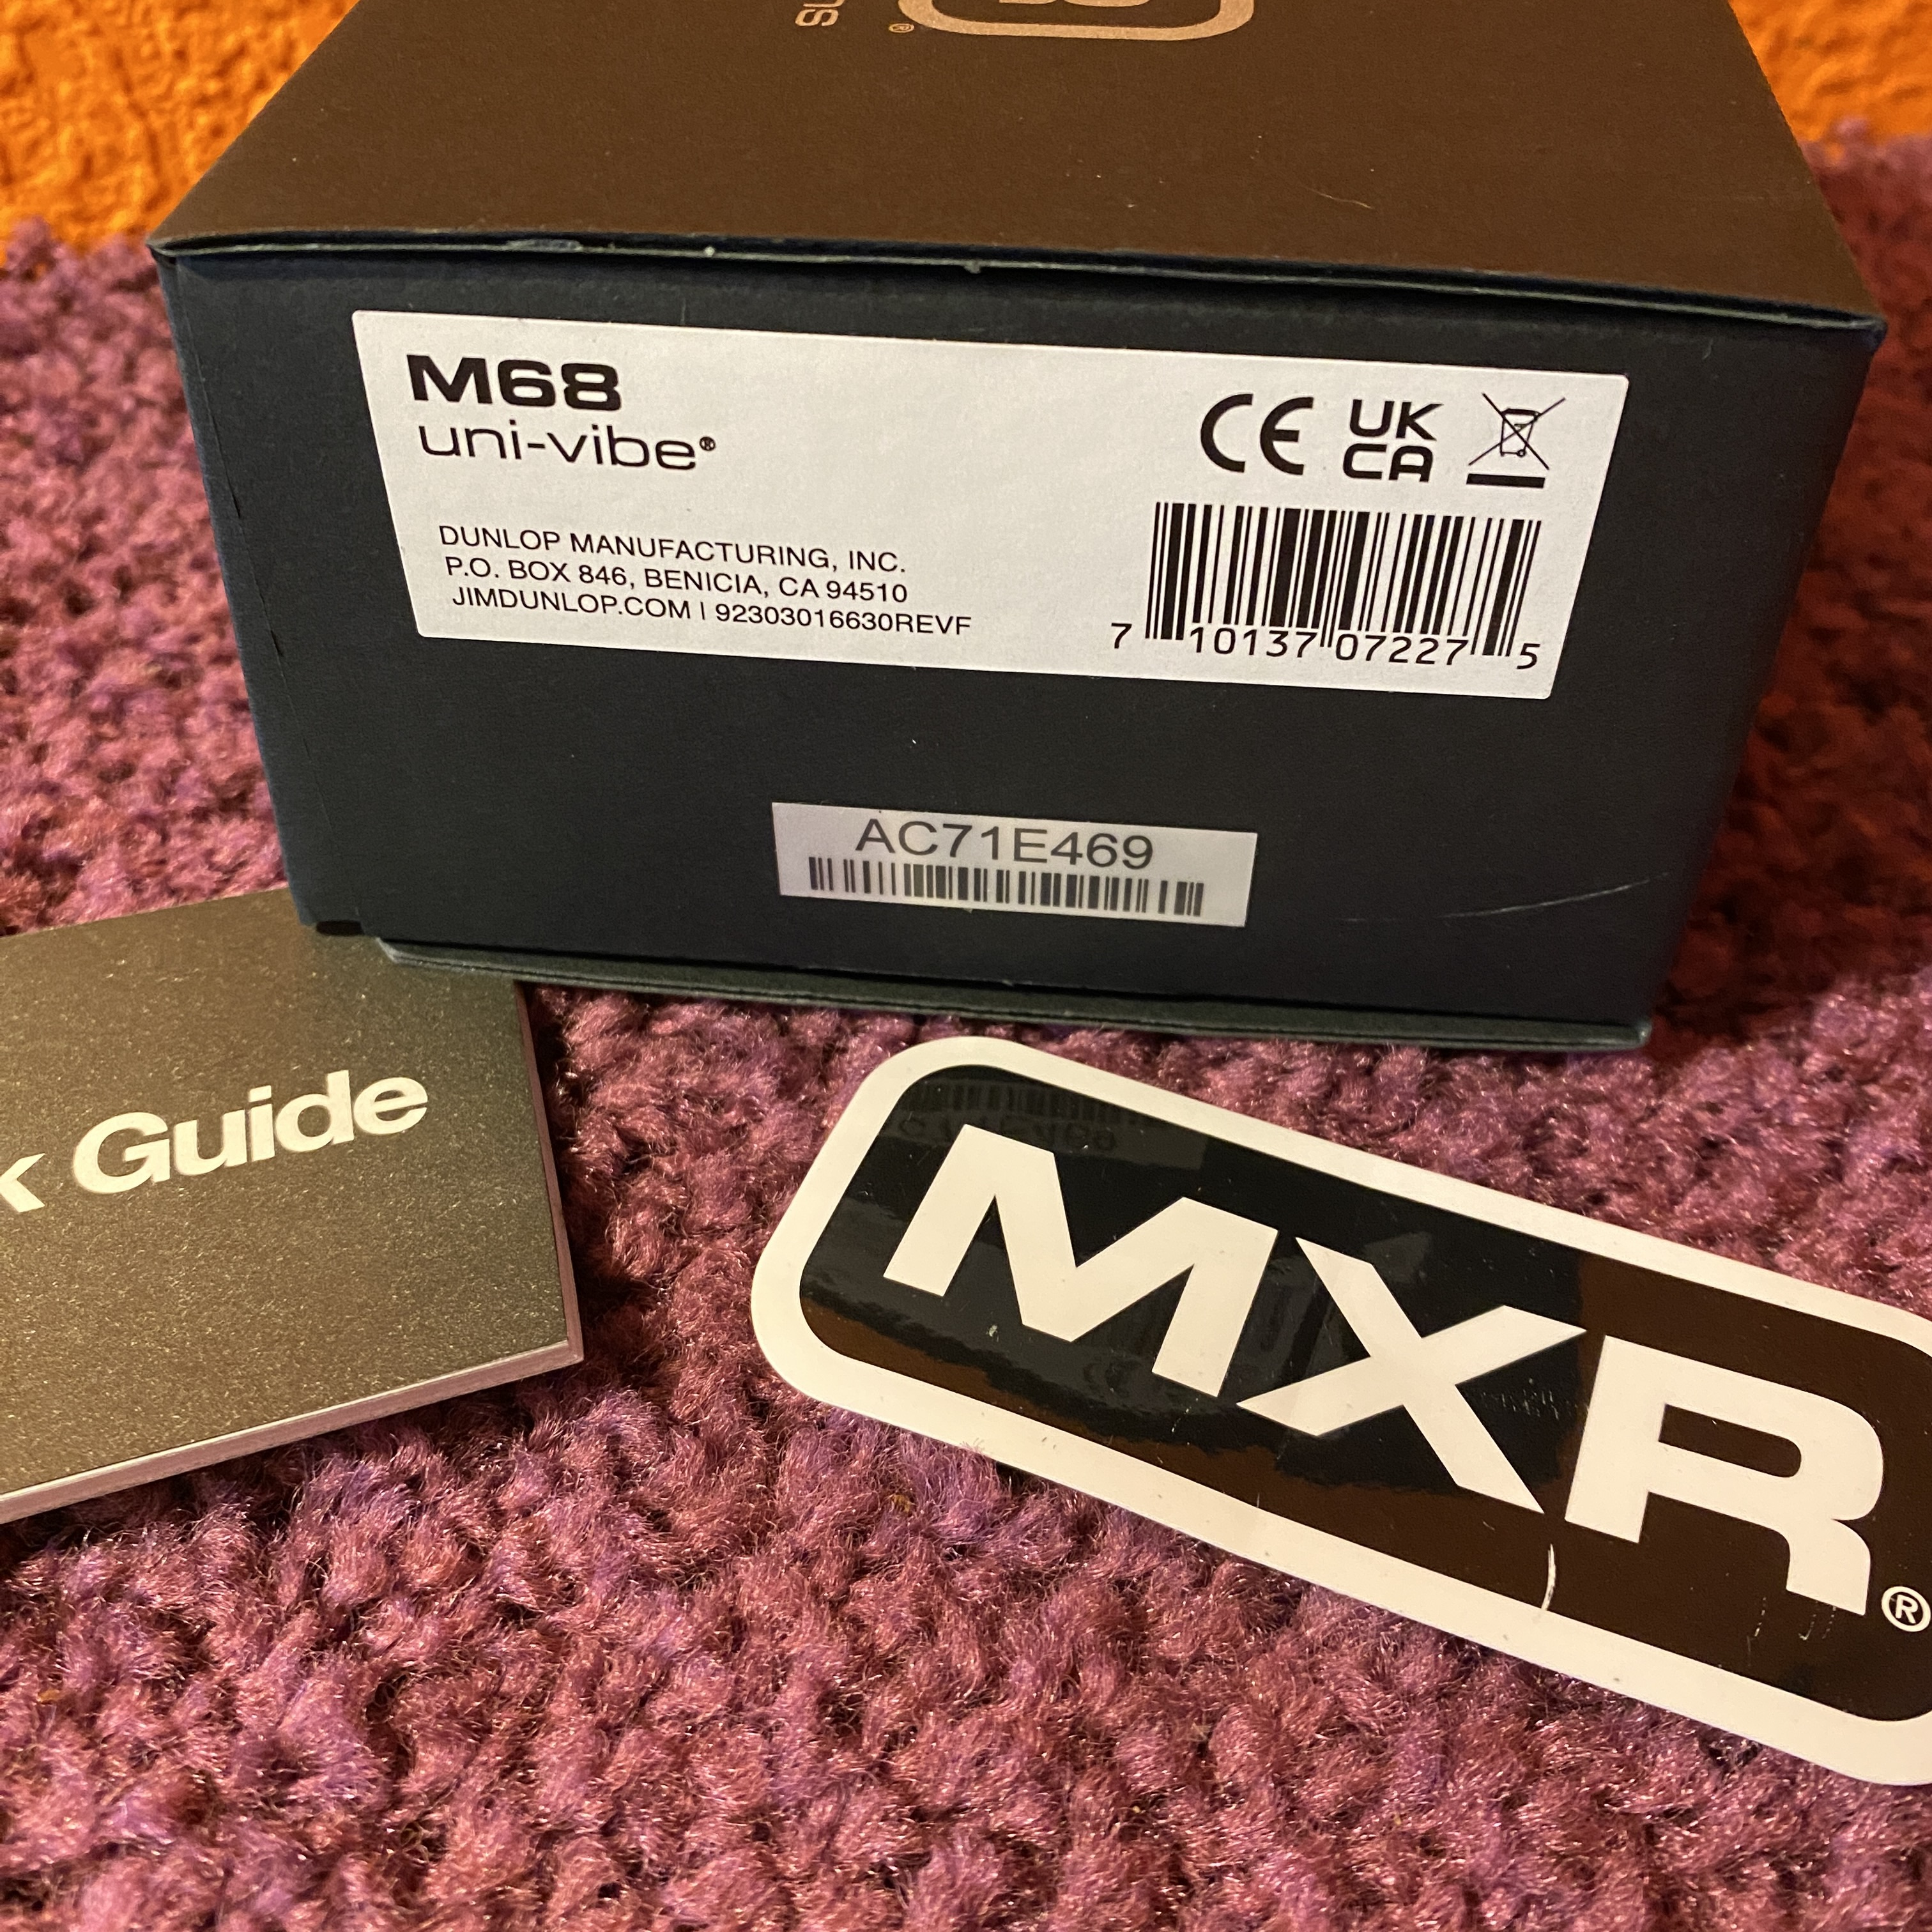 M68
uni-vibe®
DUNLOP MANUFACTURING, INC.
P.O. BOX 846, BENICIA, CA 94510
JIMDUNLOP.COM | 92303016630REVF
CE
UK
CA
7 10137 07227 5
AC71E469
k Guide
MXR®